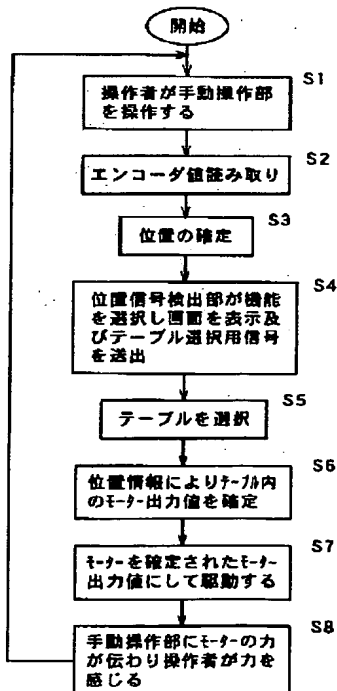 開始
S1
操作者が手動操作部
を操作する
S2
エンコーダ値読み取り
S3
位置の確定
S4
位置信号検出部が機能
を選択し画面を表示及
びテーブル選択用信号
を送出
S5
テーブルを選択
S6
位置情報によりテーブル内
のモーター出力値を確定
S7
モーターを確定されたモーター
出力値にして駆動する
S8
手動操作部にモーターの力
が伝わり操作者が力を
感じる